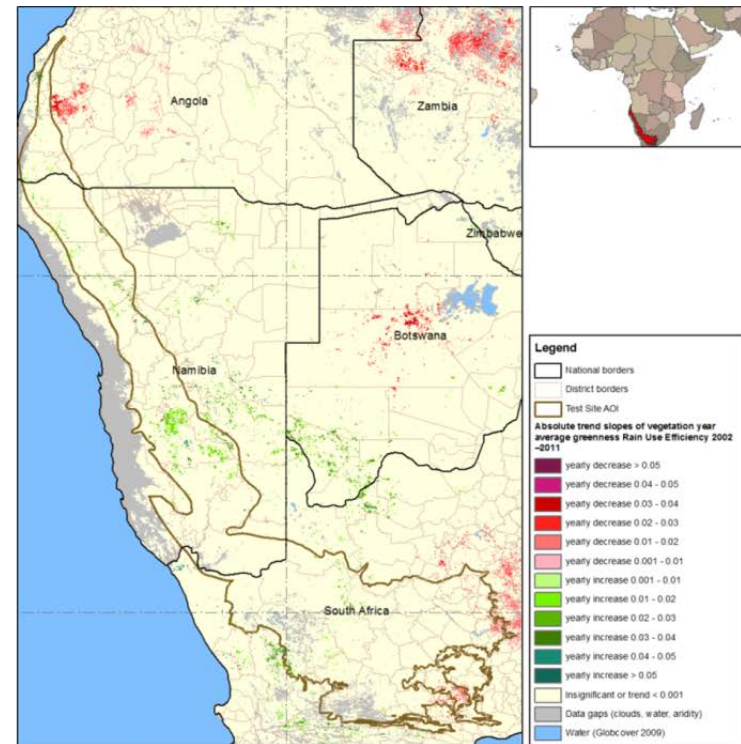 Angola
Zambia
Zimbabwe
Botswana
Namibia
South Africa
Legend
National borders
District borders
Test Site AOI
Absolute trend slopes of vegetation year
average greenness Rain Use Efficiency 2002
–2011
yearly decrease > 0.05
yearly decrease 0.04 - 0.05
yearly decrease 0.03 - 0.04
yearly decrease 0.02 - 0.03
yearly decrease 0.01 - 0.02
yearly decrease 0.001 - 0.01
yearly increase 0.001 - 0.01
yearly increase 0.01 - 0.02
yearly increase 0.02 - 0.03
yearly increase 0.03 - 0.04
yearly increase 0.04 - 0.05
yearly increase > 0.05
Insignificant or trend < 0.001
Data gaps (clouds, water, aridity)
Water (Globcover 2009)